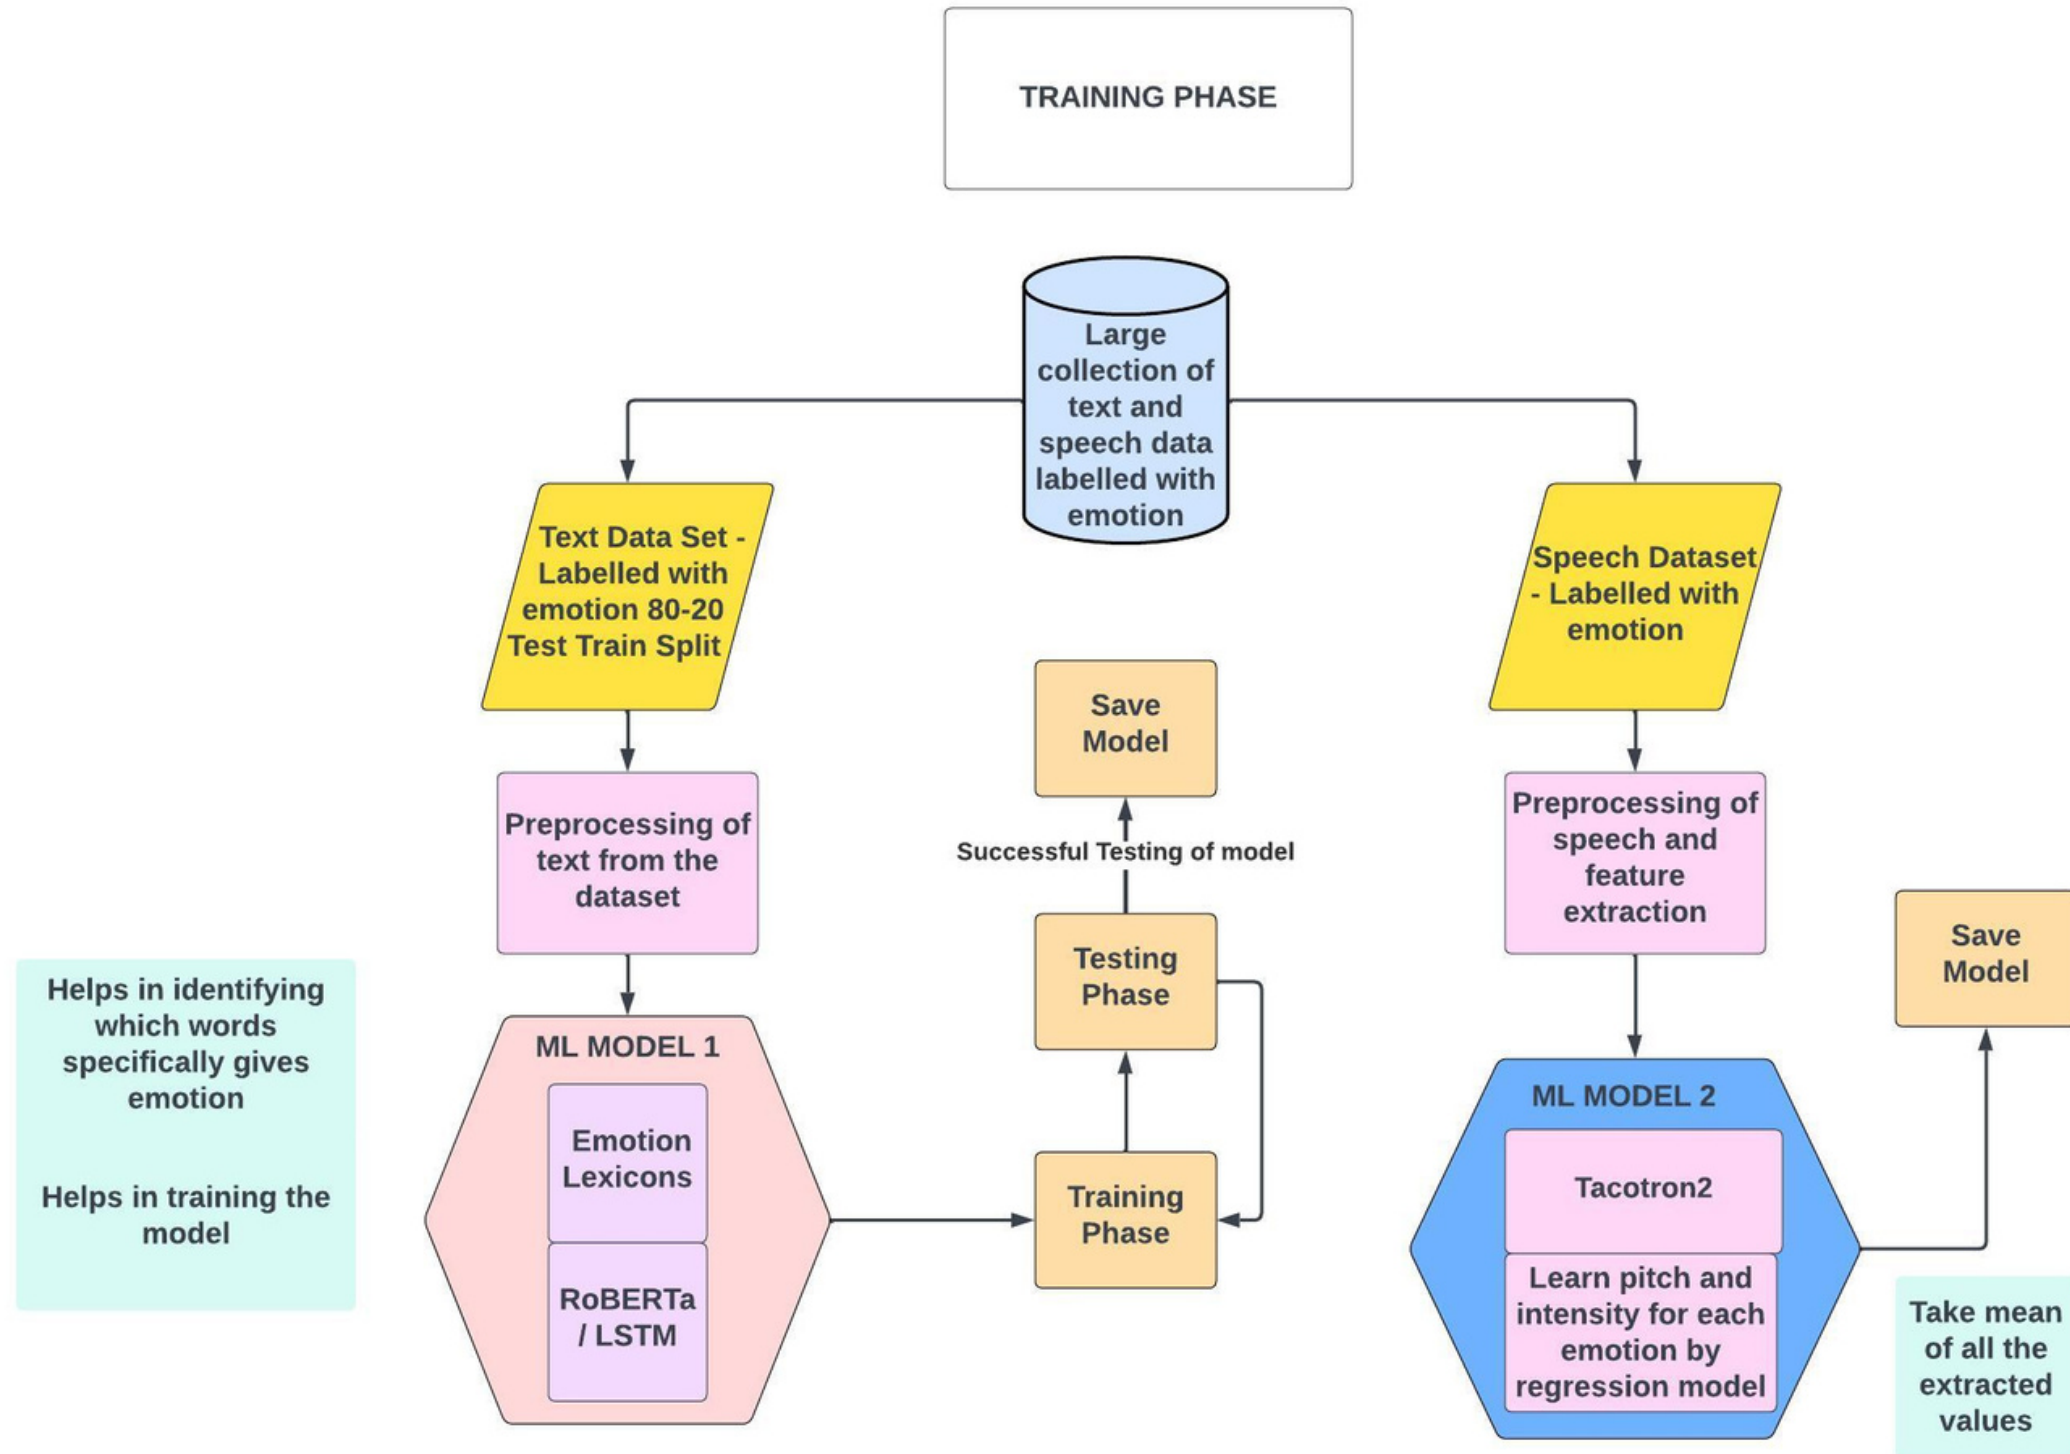 TRAINING PHASE
Large
collection of
text and
speech data
labelled with
emotion
Text Data Set -
Labelled with
emotion 80-20
Test Train Split
Speech Dataset
- Labelled with
emotion
Save
Model
Preprocessing of
text from the
dataset
Successful Testing of model
Preprocessing of
speech and
feature
extraction
Testing
Phase
Save
Model
Helps in identifying
which words
specifically gives
emotion
Helps in training the
model
ML MODEL 1
Emotion
Lexicons
RoBERTa
/ LSTM
Training
Phase
ML MODEL 2
Tacotron2
Learn pitch and
intensity for each
emotion by
regression model
Take mean
of all the
extracted
values